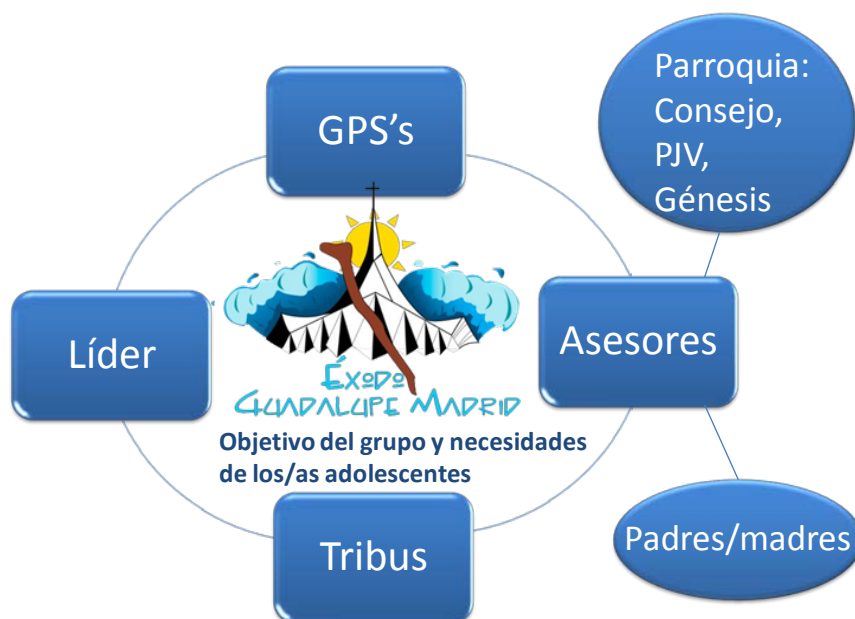 GPS's
Parroquia:
Consejo,
PJV,
Génesis
Líder
Asesores
ÉXODO
GUADALUPE MADRID
Objetivo del grupo y necesidades
de los/as adolescentes
Tribus
Padres/madres